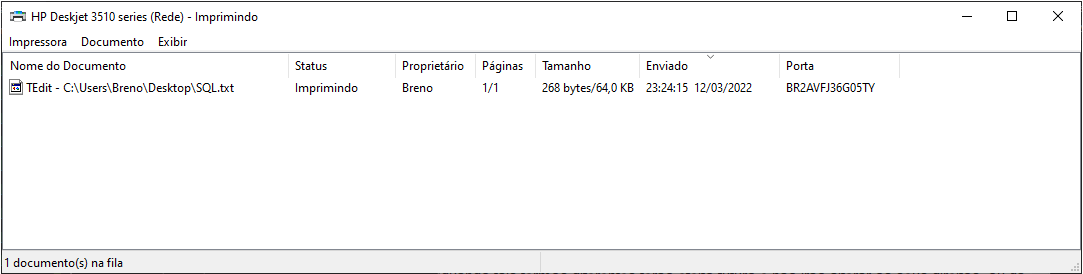 HP Deskjet 3510 series (Rede) - Imprimindo
Impressora Documento Exibir
Nome do Documento Status Proprietário Páginas Tamanho Enviado Porta
TEdit - C:\Users\Breno\Desktop\SQL.txt Imprimindo Breno 1/1 268 bytes/64,0 KB 23:24:15 12/03/2022 BR2AVFJ36G05TY
1 documento(s) na fila